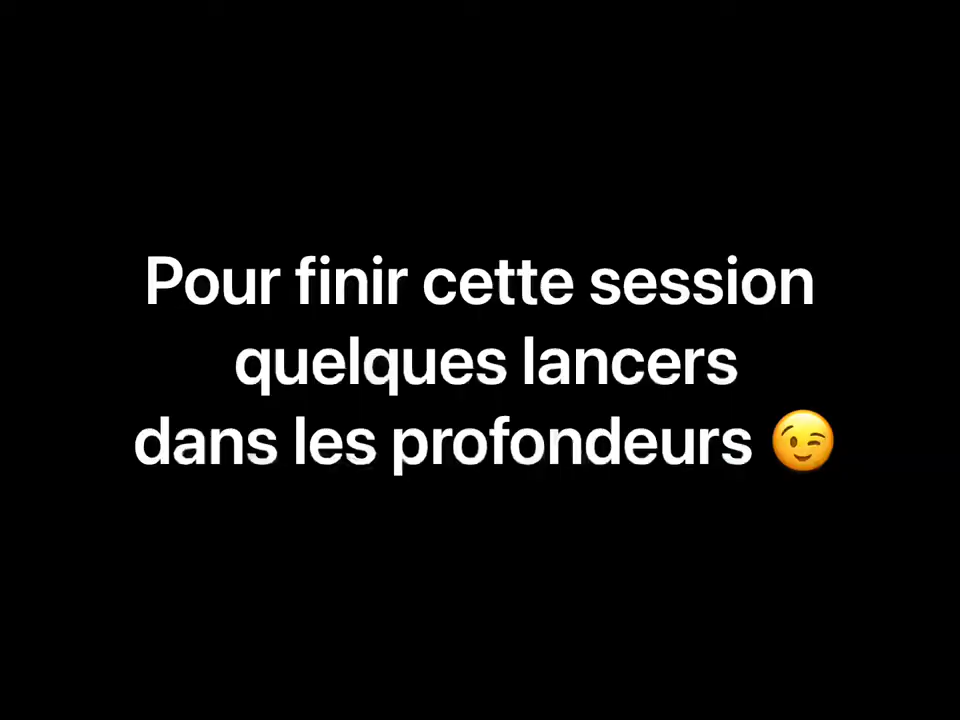 Pour finir cette session
quelques lancers
dans les profondeurs 😉